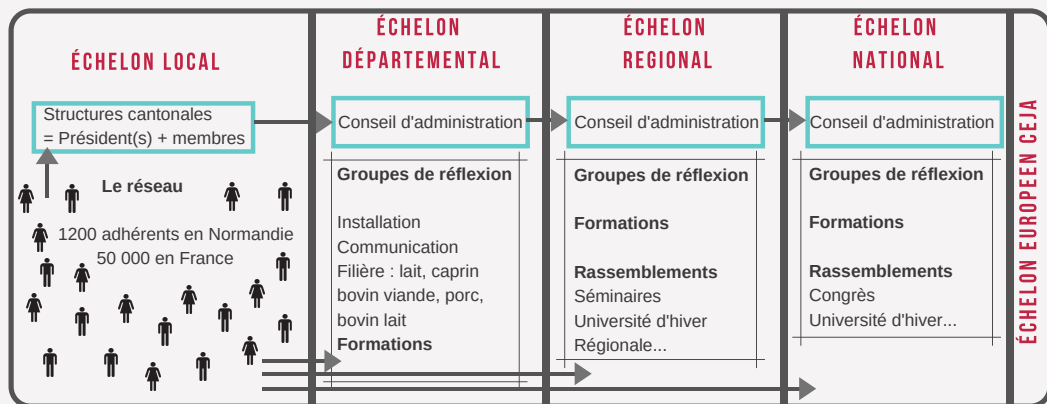 ÉCHELON LOCAL
Structures cantonales
= Président(s) + membres
Le réseau
1200 adhérents en Normandie
50 000 en France
ÉCHELON
DÉPARTEMENTAL
Conseil d'administration
Groupes de réflexion
Installation
Communication
Filière : lait, caprin
bovin viande, porc,
bovin lait
Formations
ÉCHELON
REGIONAL
Conseil d'administration
Groupes de réflexion
Formations
Rassemblements
Séminaires
Université d'hiver
Régionale...
ÉCHELON
NATIONAL
Conseil d'administration
Groupes de réflexion
Formations
Rassemblements
Congrès
Université d'hiver...
ÉCHELON EUROPEEN CEJA